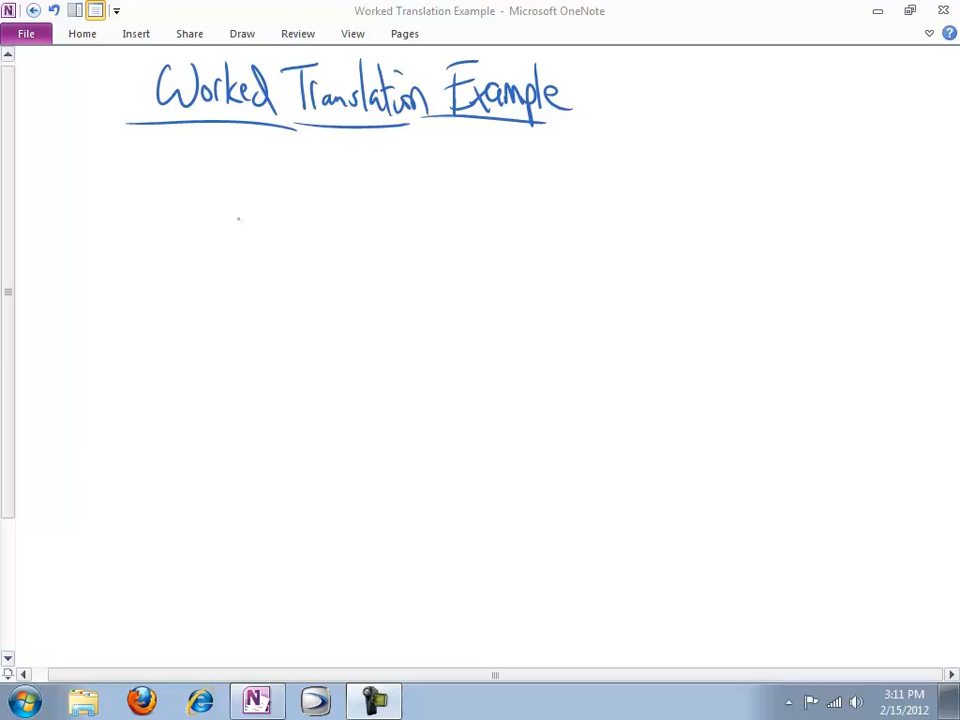 Worked Translation Example - Microsoft OneNote
File Home Insert Share Draw Review View Pages
Worked Translation Example
3:11 PM
2/15/2012